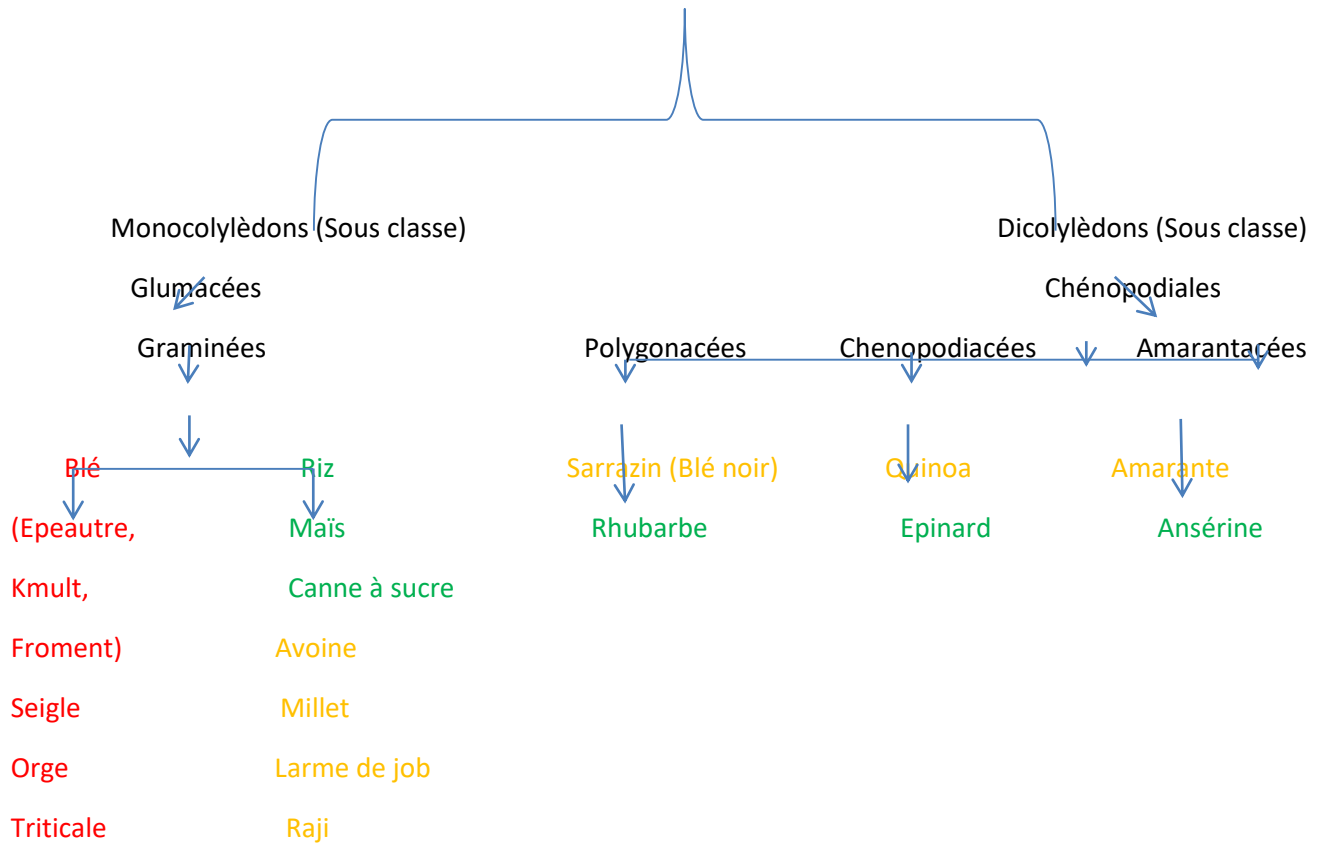 Monocolylèdons (Sous classe) Dicolylèdons (Sous classe)
Glumacées Chénopodiales
Graminées Polygonacées Chenopodiacées Amarantacées
Blé Riz Sarrazin (Blé noir) Quinoa Amarante
(Epeautre, Maïs Rhubarbe Epinard Ansérine
Kmult, Canne à sucre
Froment) Avoine
Seigle Millet
Orge Larme de job
Triticale Raji